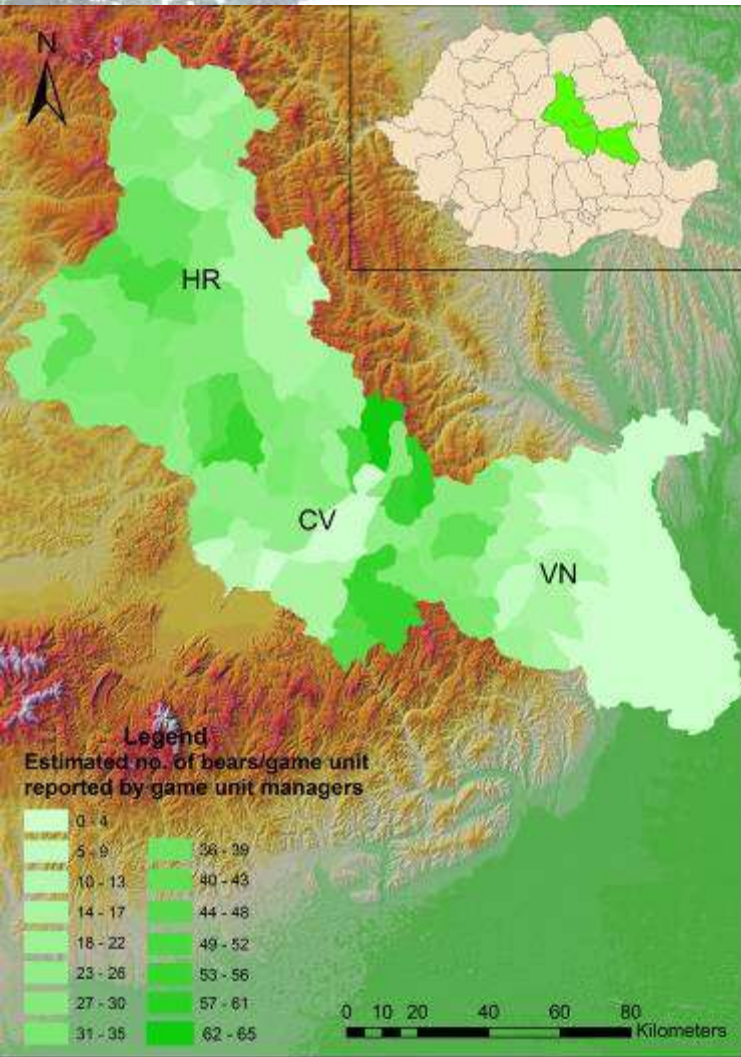 N
HR
CV
VN
Legend
Estimated no. of bears/game unit
reported by game unit managers
0 - 4
5 - 9
10 - 13
14 - 17
18 - 22
23 - 26
27 - 30
31 - 35
36 - 39
40 - 43
44 - 48
49 - 52
53 - 56
57 - 61
62 - 65
0 10 20 40 60 80
Kilometers